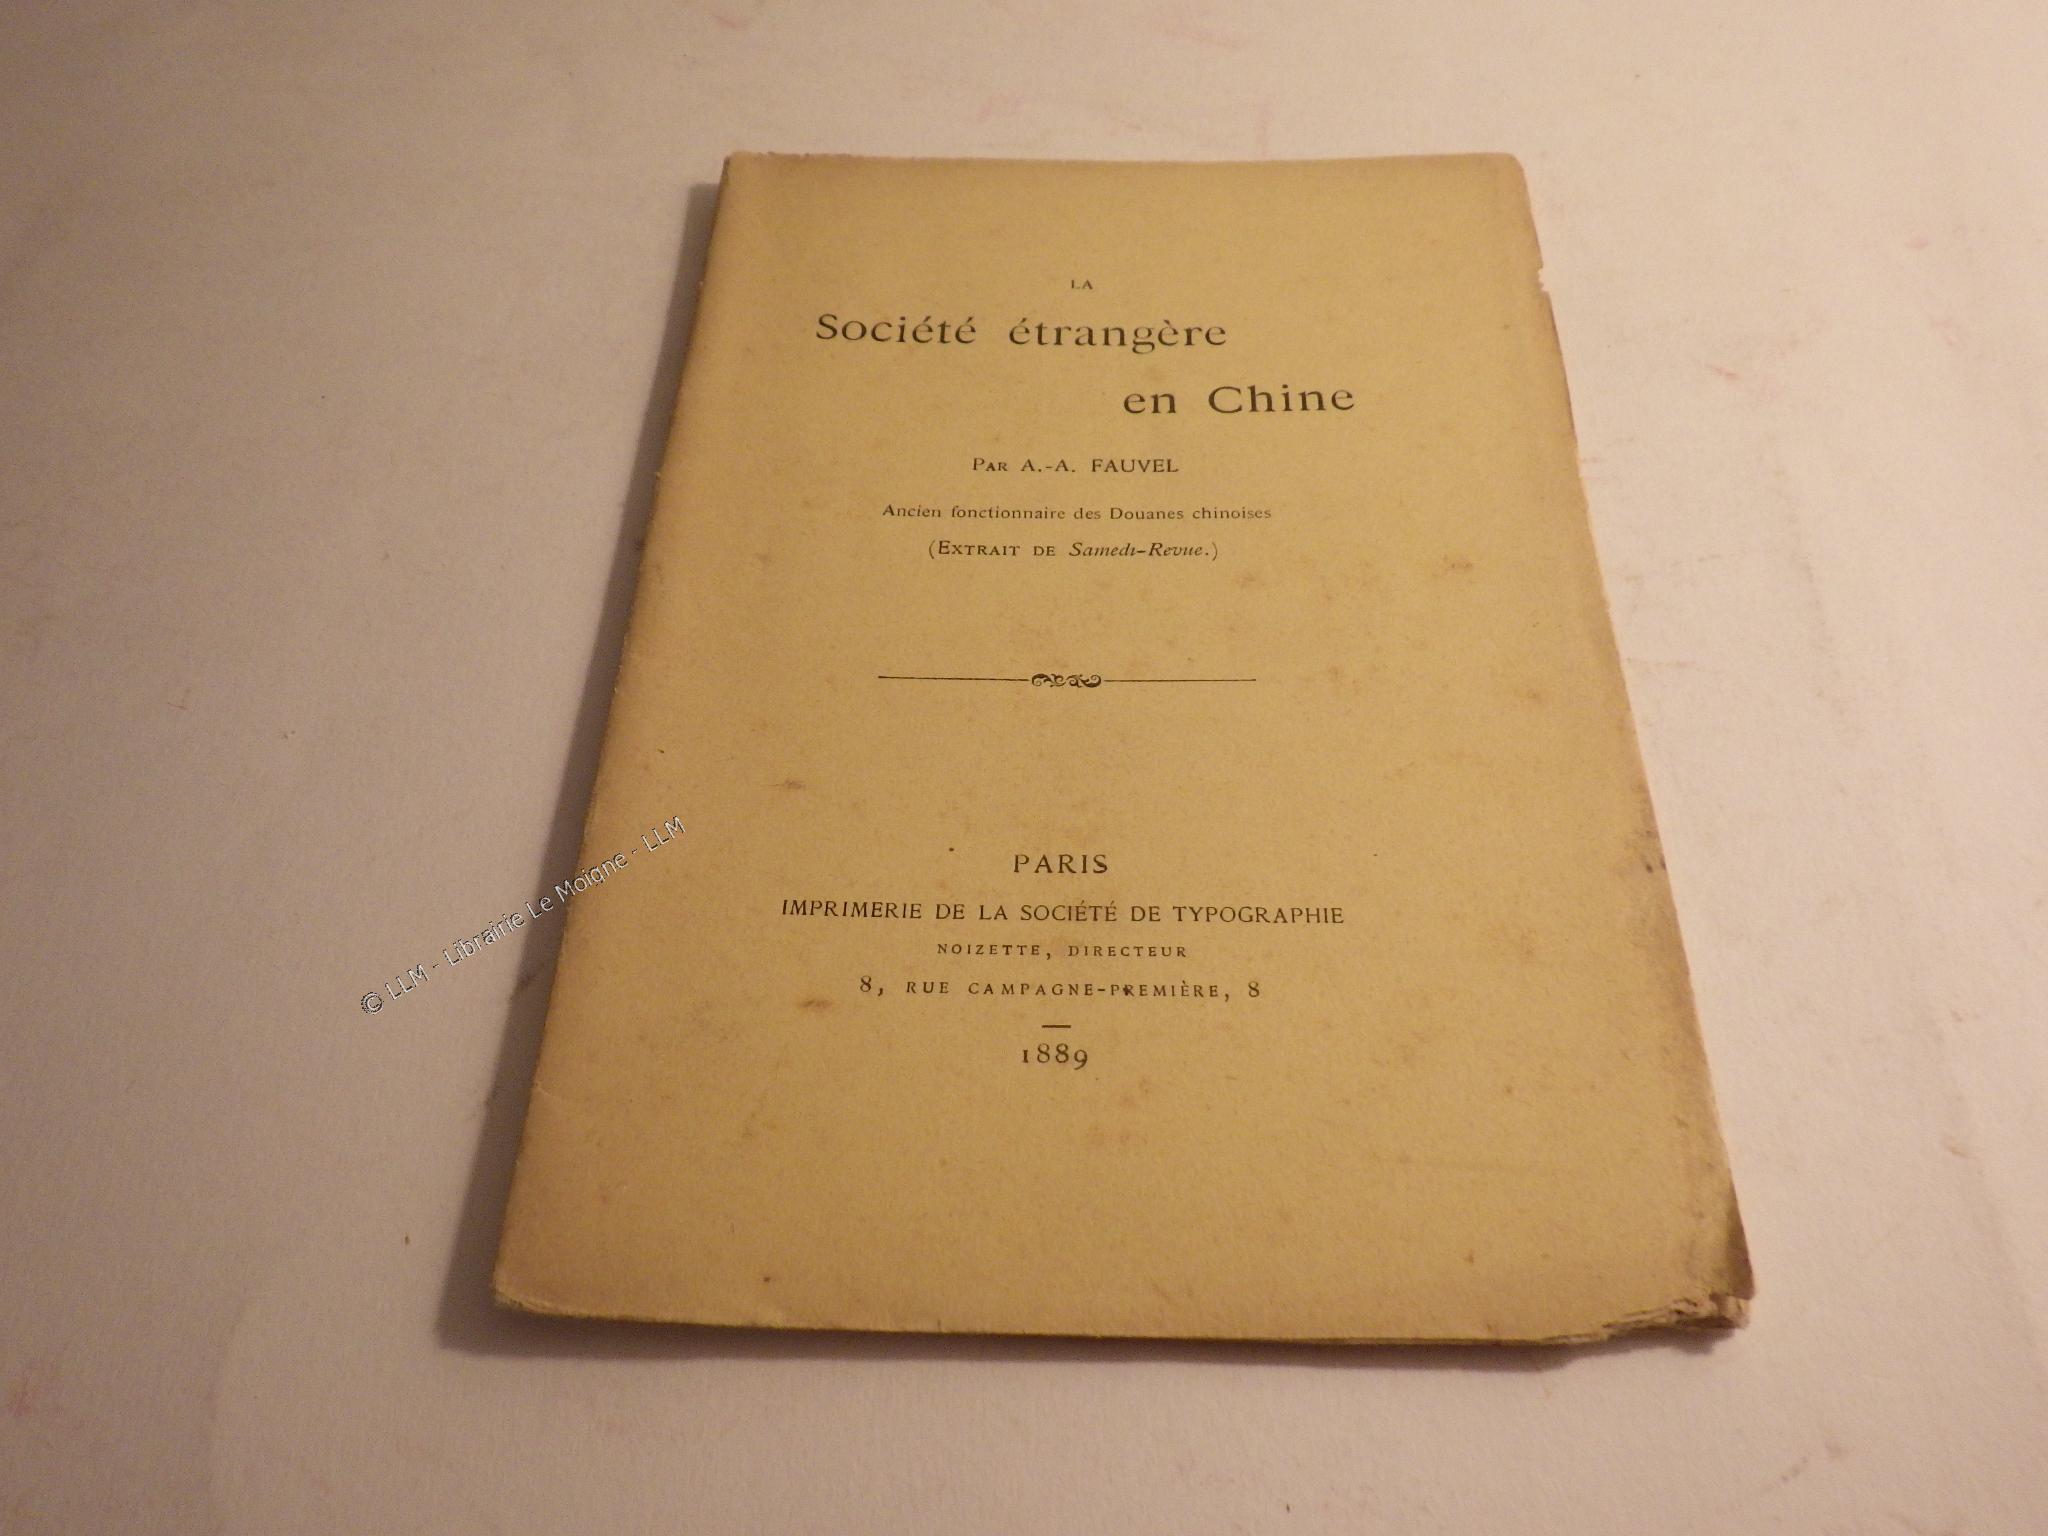 LA
Société étrangère
en Chine
PAR A.-A. FAUVEL
Ancien fonctionnaire des Douanes chinoises
(EXTRAIT DE Samedi-Revue.)
PARIS
IMPRIMERIE DE LA SOCIÉTÉ DE TYPOGRAPHIE
NOIZETTE, DIRECTEUR
8, RUE CAMPAGNE-PREMIÈRE, 8
1889
© LLM - Librairie Le Moigne - LLM